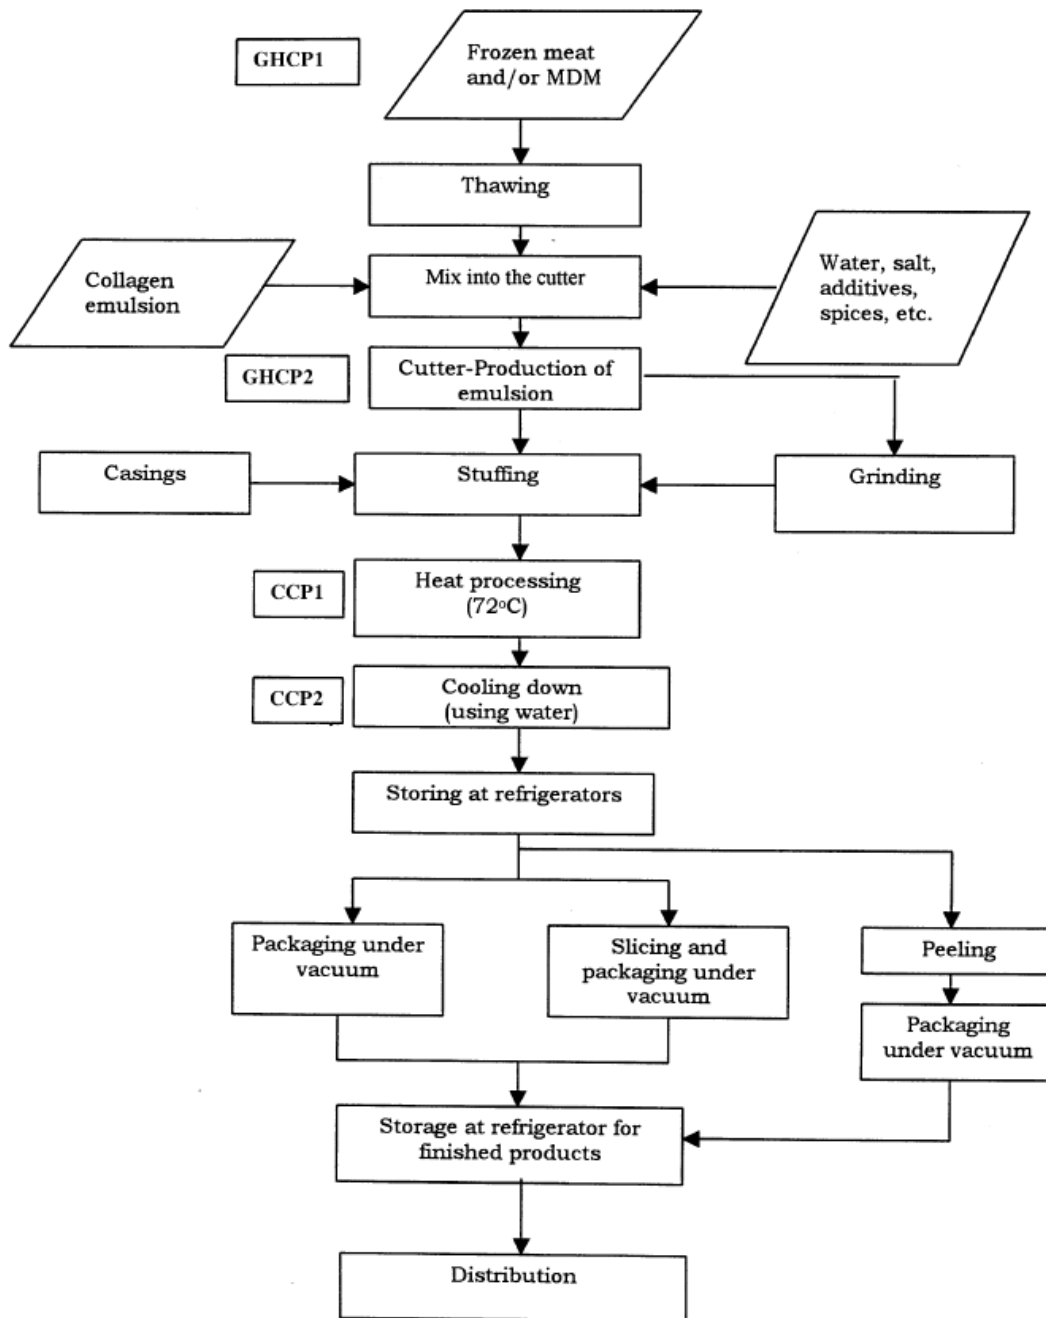 GHCP1
Frozen meat
and/or MDM
Thawing
Collagen
emulsion
Mix into the cutter
Water, salt,
additives,
spices, etc.
GHCP2
Cutter-Production of
emulsion
Casings
Stuffing
Grinding
CCP1
Heat processing
(72°C)
CCP2
Cooling down
(using water)
Storing at refrigerators
Packaging under
vacuum
Slicing and
packaging under
vacuum
Peeling
Packaging
under vacuum
Storage at refrigerator for
finished products
Distribution